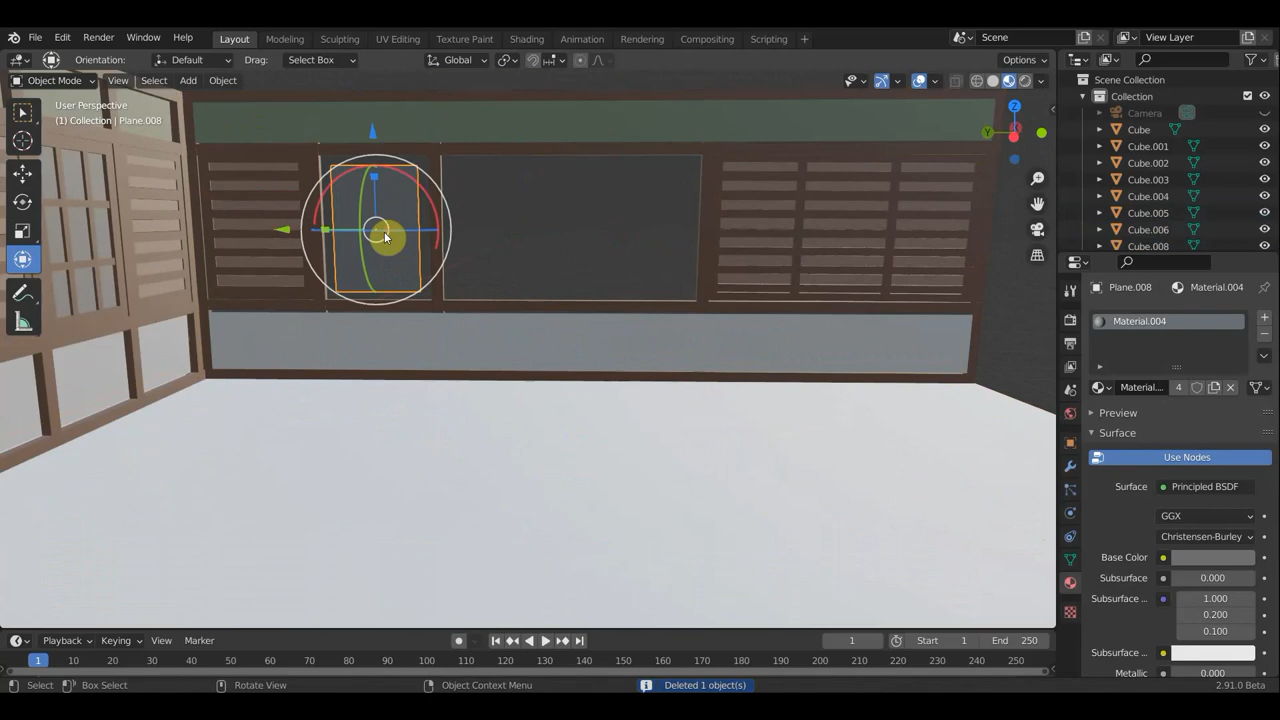 File Edit Render Window Help Layout Modeling Sculpting UV Editing Texture Paint Shading Animation Rendering Compositing Scripting + Scene View Layer
Orientation: Default Drag: Select Box Global Options
Object Mode View Select Add Object
User Perspective
(1) Collection | Plane.008
Z
Y
Scene Collection
Collection
Camera
Cube
Cube.001
Cube.002
Cube.003
Cube.004
Cube.005
Cube.006
Cube.008
Plane.008 Material.004
Material.004
Material.... 4
Preview
Surface
Use Nodes
Surface Principled BSDF
GGX
Christensen-Burley
Base Color
Subsurface 0.000
Subsurface .. 1.000
0.200
0.100
Subsurface ..
Metallic 0.000
Playback Keying View Marker 1 Start 1 End 250
1 10 20 30 40 50 60 70 80 90 100 110 120 130 140 150 160 170 180 190 200 210 220 230 240 250
Select Box Select Rotate View Object Context Menu Deleted 1 object(s) 2.91.0 Beta